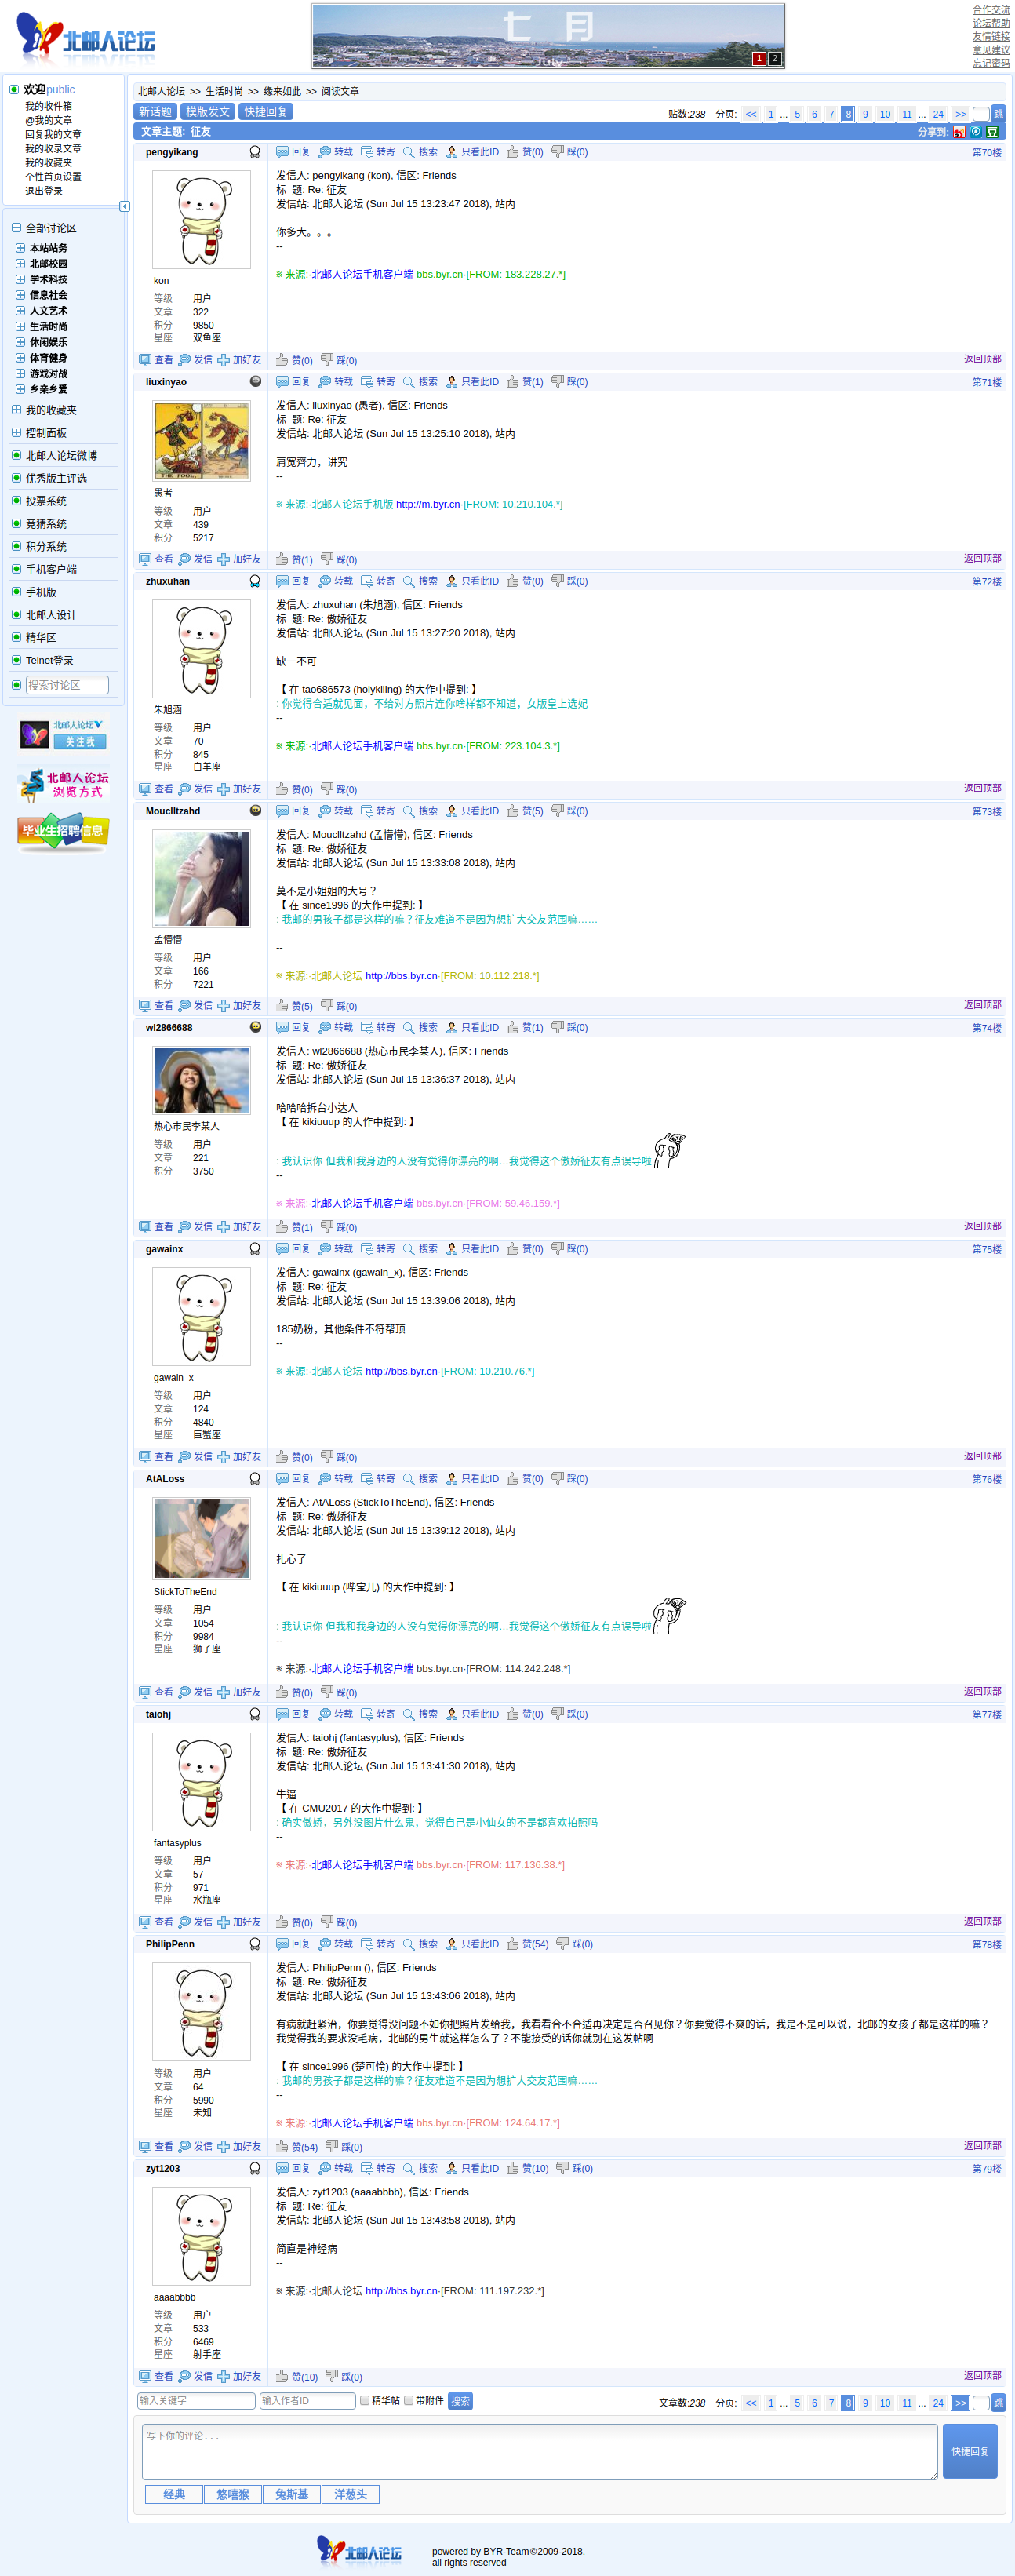 北邮人论坛
七 月
July
1 2
合作交流
论坛帮助
友情链接
意见建议
忘记密码
欢迎public
我的收件箱
@我的文章
回复我的文章
我的收录文章
我的收藏夹
个性首页设置
退出登录
全部讨论区
本站站务
北邮校园
学术科技
信息社会
人文艺术
生活时尚
休闲娱乐
体育健身
游戏对战
乡亲乡爱
我的收藏夹
控制面板
北邮人论坛微博
优秀版主评选
投票系统
竞猜系统
积分系统
手机客户端
手机版
北邮人设计
精华区
Telnet登录
搜索讨论区
北邮人论坛
关注我
北邮人论坛
浏览方式
毕业生招聘信息
北邮人论坛 >> 生活时尚 >> 缘来如此 >> 阅读文章
新话题 模版发文 快捷回复
贴数:238 分页: << 1 ... 5 6 7 8 9 10 11 ... 24 >> 跳
文章主题: 征友
分享到: 豆
pengyikang
回复 转载 转寄 搜索 只看此ID 赞(0) 踩(0) 第70楼
kon
等级 用户
文章 322
积分 9850
星座 双鱼座
发信人: pengyikang (kon), 信区: Friends
标 题: Re: 征友
发信站: 北邮人论坛 (Sun Jul 15 13:23:47 2018), 站内
你多大。。。
--
※ 来源:·北邮人论坛手机客户端 bbs.byr.cn·[FROM: 183.228.27.*]
查看 发信 加好友 赞(0) 踩(0) 返回顶部
liuxinyao
回复 转载 转寄 搜索 只看此ID 赞(1) 踩(0) 第71楼
THE FOOL.
愚者
等级 用户
文章 439
积分 5217
发信人: liuxinyao (愚者), 信区: Friends
标 题: Re: 征友
发信站: 北邮人论坛 (Sun Jul 15 13:25:10 2018), 站内
肩宽齊力，讲究
--
※ 来源:·北邮人论坛手机版 http://m.byr.cn·[FROM: 10.210.104.*]
查看 发信 加好友 赞(1) 踩(0) 返回顶部
zhuxuhan
回复 转载 转寄 搜索 只看此ID 赞(0) 踩(0) 第72楼
朱旭涵
等级 用户
文章 70
积分 845
星座 白羊座
发信人: zhuxuhan (朱旭涵), 信区: Friends
标 题: Re: 傲娇征友
发信站: 北邮人论坛 (Sun Jul 15 13:27:20 2018), 站内
缺一不可
【 在 tao686573 (holykiling) 的大作中提到: 】
: 你觉得合适就见面，不给对方照片连你啥样都不知道，女版皇上选妃
--
※ 来源:·北邮人论坛手机客户端 bbs.byr.cn·[FROM: 223.104.3.*]
查看 发信 加好友 赞(0) 踩(0) 返回顶部
Mouclltzahd
回复 转载 转寄 搜索 只看此ID 赞(5) 踩(0) 第73楼
孟懵懵
等级 用户
文章 166
积分 7221
发信人: Mouclltzahd (孟懵懵), 信区: Friends
标 题: Re: 傲娇征友
发信站: 北邮人论坛 (Sun Jul 15 13:33:08 2018), 站内
莫不是小姐姐的大号？
【 在 since1996 的大作中提到: 】
: 我邮的男孩子都是这样的嘛？征友难道不是因为想扩大交友范围嘛……
--
※ 来源:·北邮人论坛 http://bbs.byr.cn·[FROM: 10.112.218.*]
查看 发信 加好友 赞(5) 踩(0) 返回顶部
wl2866688
回复 转载 转寄 搜索 只看此ID 赞(1) 踩(0) 第74楼
热心市民李某人
等级 用户
文章 221
积分 3750
发信人: wl2866688 (热心市民李某人), 信区: Friends
标 题: Re: 傲娇征友
发信站: 北邮人论坛 (Sun Jul 15 13:36:37 2018), 站内
哈哈哈拆台小达人
【 在 kikiuuup 的大作中提到: 】
: 我认识你 但我和我身边的人没有觉得你漂亮的啊…我觉得这个傲娇征友有点误导啦
--
※ 来源:·北邮人论坛手机客户端 bbs.byr.cn·[FROM: 59.46.159.*]
查看 发信 加好友 赞(1) 踩(0) 返回顶部
gawainx
回复 转载 转寄 搜索 只看此ID 赞(0) 踩(0) 第75楼
gawain_x
等级 用户
文章 124
积分 4840
星座 巨蟹座
发信人: gawainx (gawain_x), 信区: Friends
标 题: Re: 征友
发信站: 北邮人论坛 (Sun Jul 15 13:39:06 2018), 站内
185奶粉，其他条件不符帮顶
--
※ 来源:·北邮人论坛 http://bbs.byr.cn·[FROM: 10.210.76.*]
查看 发信 加好友 赞(0) 踩(0) 返回顶部
AtALoss
回复 转载 转寄 搜索 只看此ID 赞(0) 踩(0) 第76楼
StickToTheEnd
等级 用户
文章 1054
积分 9984
星座 狮子座
发信人: AtALoss (StickToTheEnd), 信区: Friends
标 题: Re: 傲娇征友
发信站: 北邮人论坛 (Sun Jul 15 13:39:12 2018), 站内
扎心了
【 在 kikiuuup (哔宝儿) 的大作中提到: 】
: 我认识你 但我和我身边的人没有觉得你漂亮的啊…我觉得这个傲娇征友有点误导啦
--
※ 来源:·北邮人论坛手机客户端 bbs.byr.cn·[FROM: 114.242.248.*]
查看 发信 加好友 赞(0) 踩(0) 返回顶部
taiohj
回复 转载 转寄 搜索 只看此ID 赞(0) 踩(0) 第77楼
fantasyplus
等级 用户
文章 57
积分 971
星座 水瓶座
发信人: taiohj (fantasyplus), 信区: Friends
标 题: Re: 傲娇征友
发信站: 北邮人论坛 (Sun Jul 15 13:41:30 2018), 站内
牛逼
【 在 CMU2017 的大作中提到: 】
: 确实傲娇，另外没图片什么鬼，觉得自己是小仙女的不是都喜欢拍照吗
--
※ 来源:·北邮人论坛手机客户端 bbs.byr.cn·[FROM: 117.136.38.*]
查看 发信 加好友 赞(0) 踩(0) 返回顶部
PhilipPenn
回复 转载 转寄 搜索 只看此ID 赞(54) 踩(0) 第78楼
等级 用户
文章 64
积分 5990
星座 未知
发信人: PhilipPenn (), 信区: Friends
标 题: Re: 傲娇征友
发信站: 北邮人论坛 (Sun Jul 15 13:43:06 2018), 站内
有病就赶紧治，你要觉得没问题不如你把照片发给我，我看看合不合适再决定是否召见你？你要觉得不爽的话，我是不是可以说，北邮的女孩子都是这样的嘛？
我觉得我的要求没毛病，北邮的男生就这样怎么了？不能接受的话你就别在这发帖啊
【 在 since1996 (楚可怜) 的大作中提到: 】
: 我邮的男孩子都是这样的嘛？征友难道不是因为想扩大交友范围嘛……
--
※ 来源:·北邮人论坛手机客户端 bbs.byr.cn·[FROM: 124.64.17.*]
查看 发信 加好友 赞(54) 踩(0) 返回顶部
zyt1203
回复 转载 转寄 搜索 只看此ID 赞(10) 踩(0) 第79楼
aaaabbbb
等级 用户
文章 533
积分 6469
星座 射手座
发信人: zyt1203 (aaaabbbb), 信区: Friends
标 题: Re: 征友
发信站: 北邮人论坛 (Sun Jul 15 13:43:58 2018), 站内
简直是神经病
--
※ 来源:·北邮人论坛 http://bbs.byr.cn·[FROM: 111.197.232.*]
查看 发信 加好友 赞(10) 踩(0) 返回顶部
输入关键字 输入作者ID 精华帖 带附件 搜索
文章数:238 分页: << 1 ... 5 6 7 8 9 10 11 ... 24 >> 跳
写下你的评论...
快捷回复
经典 悠嘻猴 兔斯基 洋葱头
北邮人论坛
powered by BYR-Team©2009-2018.
all rights reserved